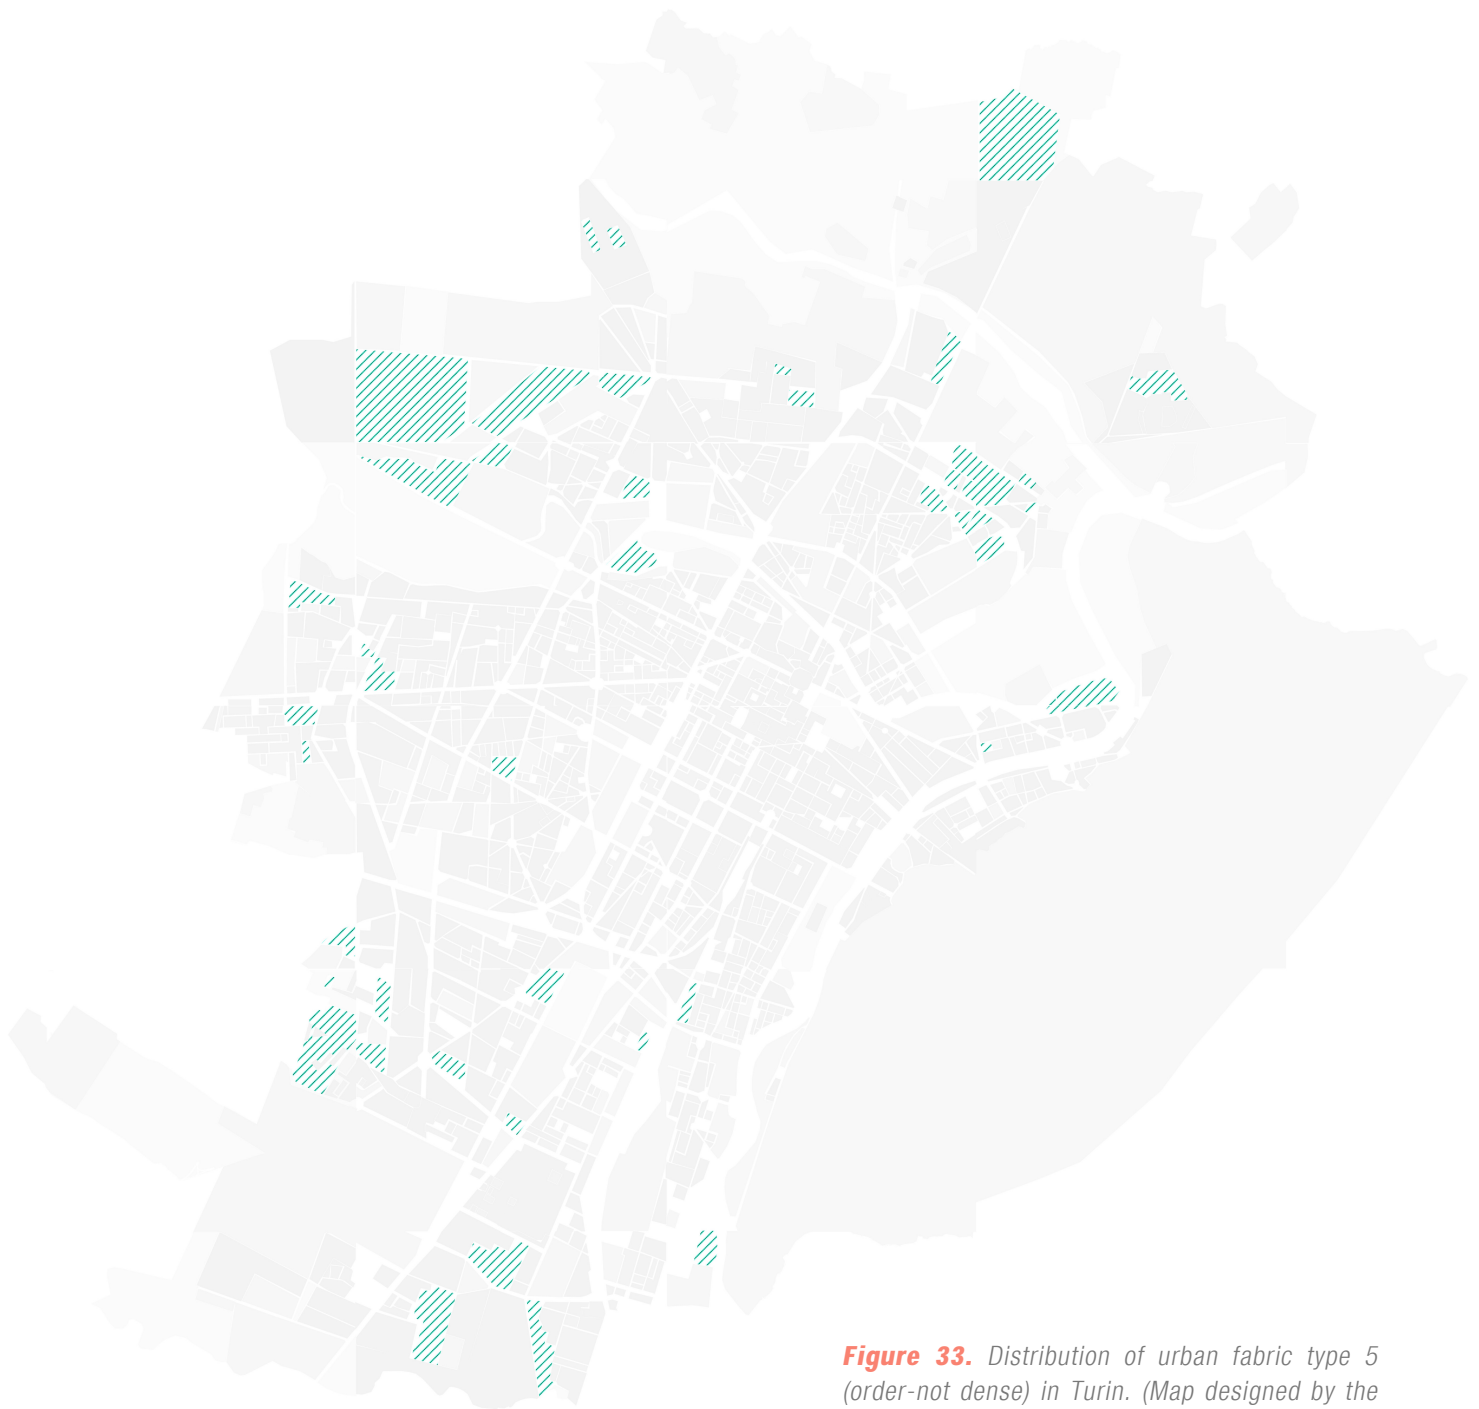 Figure 33. Distribution of urban fabric type 5
(order-not dense) in Turin. (Map designed by the